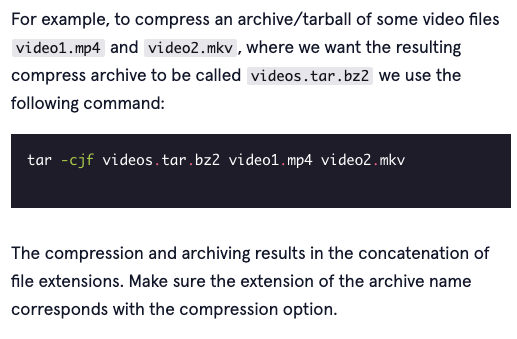 For example, to compress an archive/tarball of some video files
video1.mp4 and video2.mkv, where we want the resulting
compress archive to be called videos.tar.bz2 we use the
following command:
tar -cjf videos.tar.bz2 video1.mp4 video2.mkv
The compression and archiving results in the concatenation of
file extensions. Make sure the extension of the archive name
corresponds with the compression option.